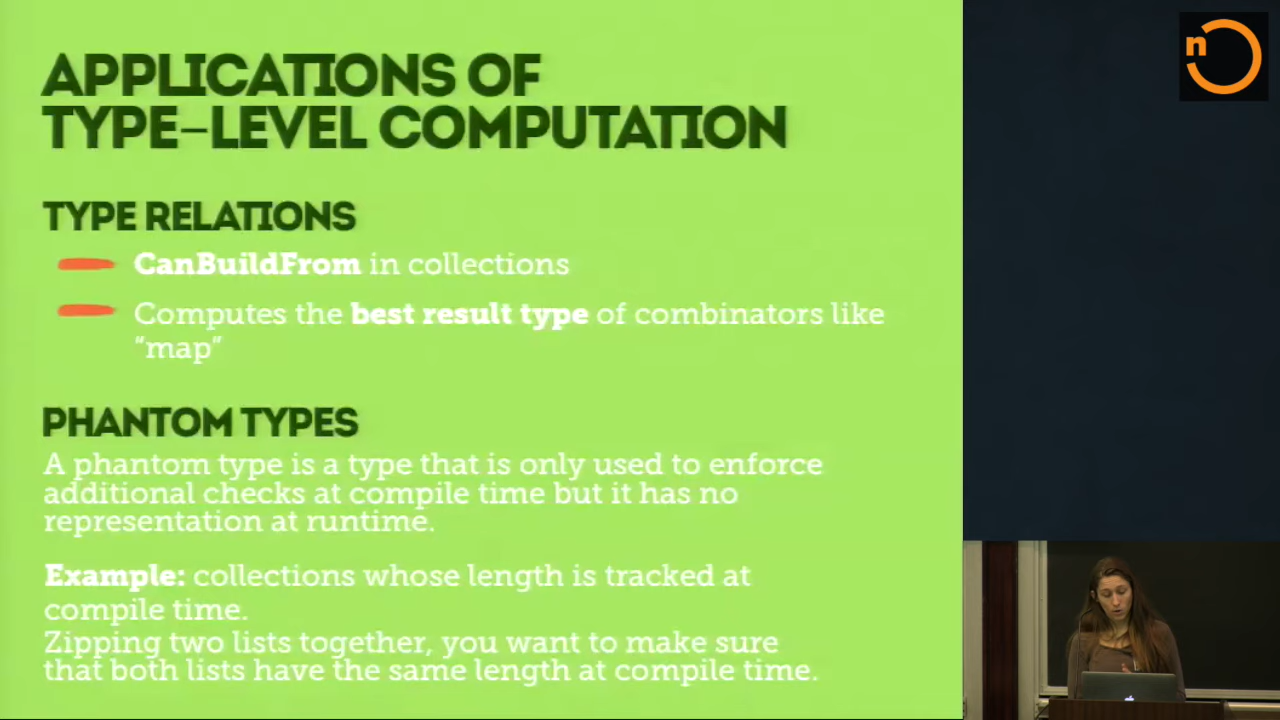 APPLICATIONS OF
TYPE–LEVEL COMPUTATION
TYPE RELATIONS
CanBuildFrom in collections
Computes the best result type of combinators like
“map”
PHANTOM TYPES
A phantom type is a type that is only used to enforce
additional checks at compile time but it has no
representation at runtime.
Example: collections whose length is tracked at
compile time.
Zipping two lists together, you want to make sure
that both lists have the same length at compile time.
n